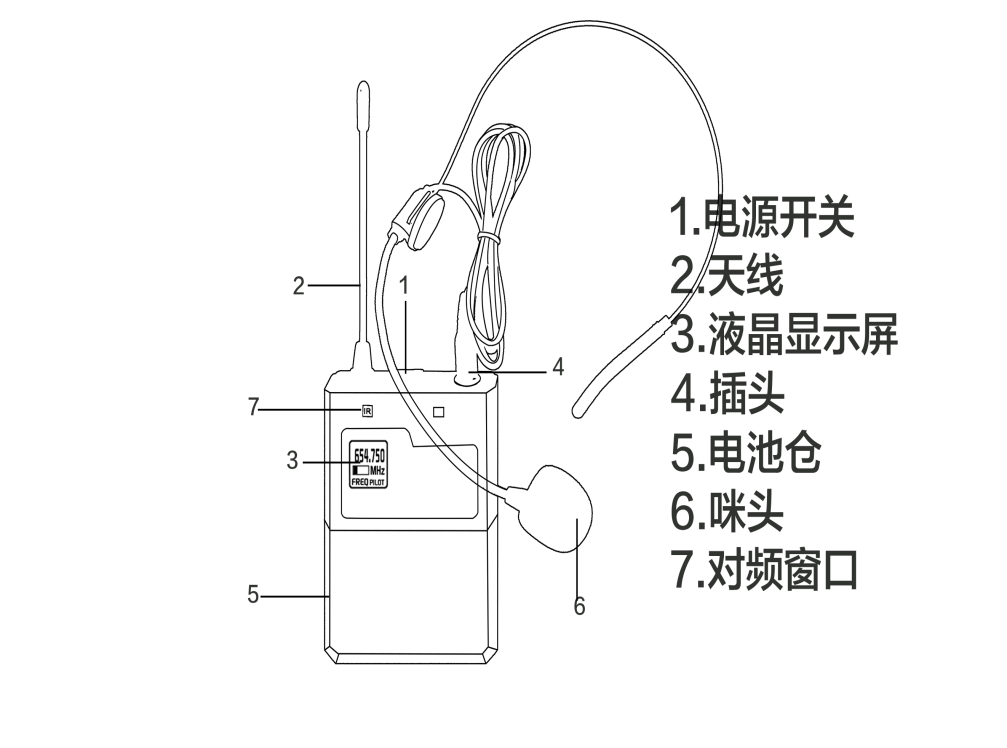 2
1
4
7
IR
3
654.750
MHz
FREQ PILOT
5
6
1.电源开关
2.天线
3.液晶显示屏
4.插头
5.电池仓
6.咪头
7.对频窗口